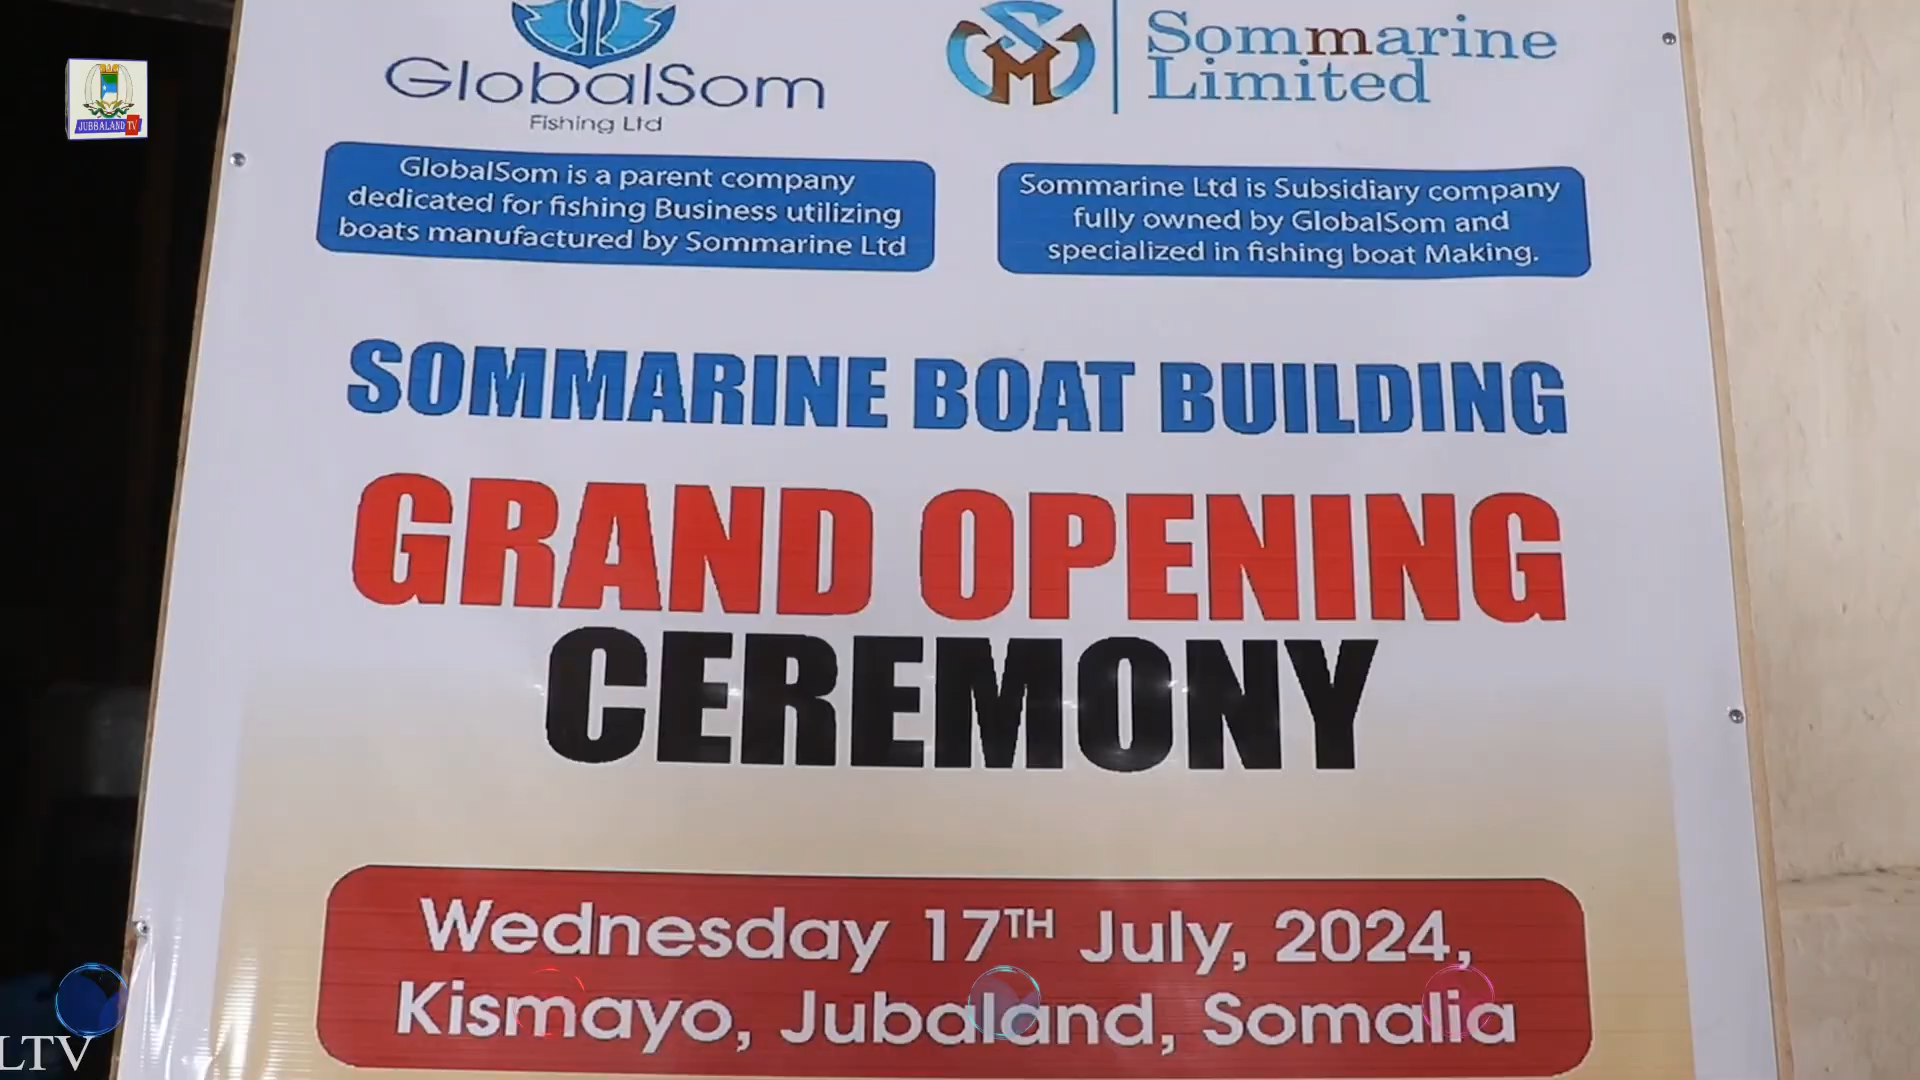 JUBBALAND TV
GlobalSom
Fishing Ltd
Sommarine
Limited
GlobalSom is a parent company
dedicated for fishing Business utilizing
boats manufactured by Sommarine Ltd
Sommarine Ltd is Subsidiary company
fully owned by GlobalSom and
specialized in fishing boat Making.
SOMMARINE BOAT BUILDING
GRAND OPENING
CEREMONY
Wednesday 17TH July, 2024,
Kismayo, Jubaland, Somalia
LTV